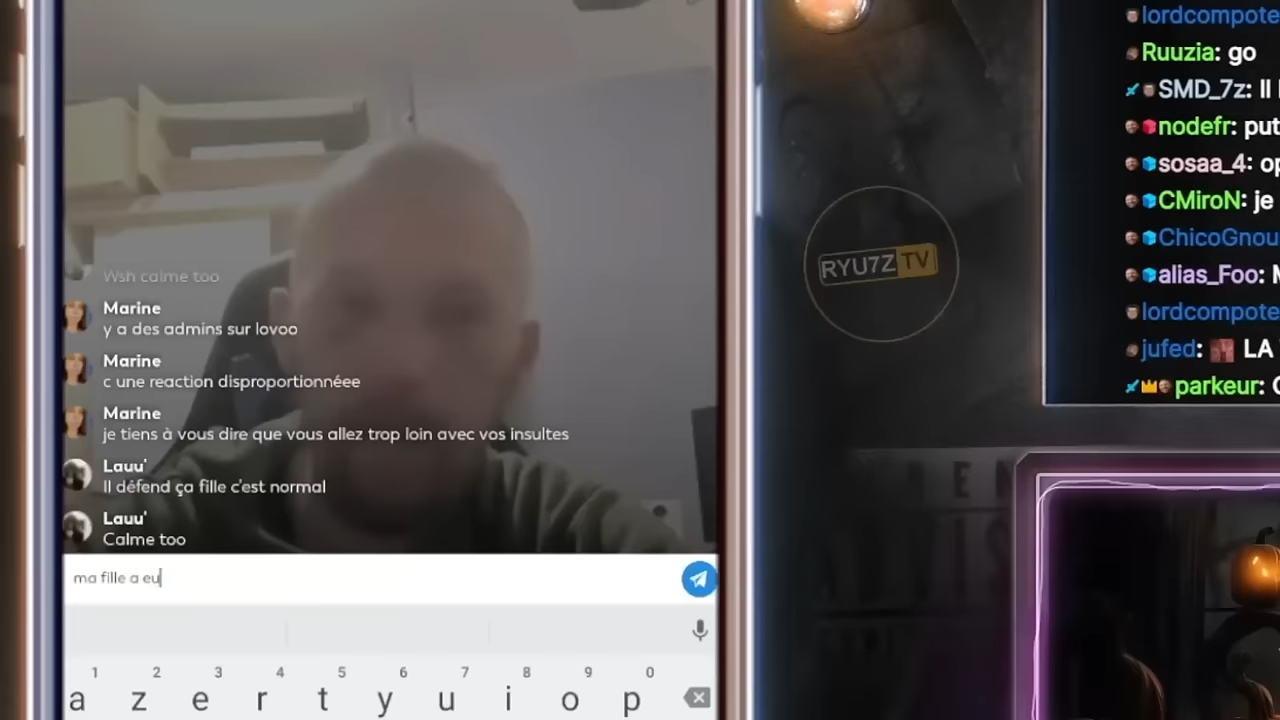 Wsh calme too
Marine
y a des admins sur lovoo
Marine
c une reaction disproportionnéee
Marine
je tiens à vous dire que vous allez trop loin avec vos insultes
Lauu'
Il défend ça fille c'est normal
Lauu'
Calme too
ma fille a eu
1 2 3 4 5 6 7 8 9 0
a z e r t y u i o p
RYU7Z TV
lordcompote
Ruuzia: go
SMD_7z: Il
nodefr: put
sosaa_4: op
CMiroN: je
ChicoGnou
alias_Foo: M
lordcompote
jufed: LA
parkeur: C